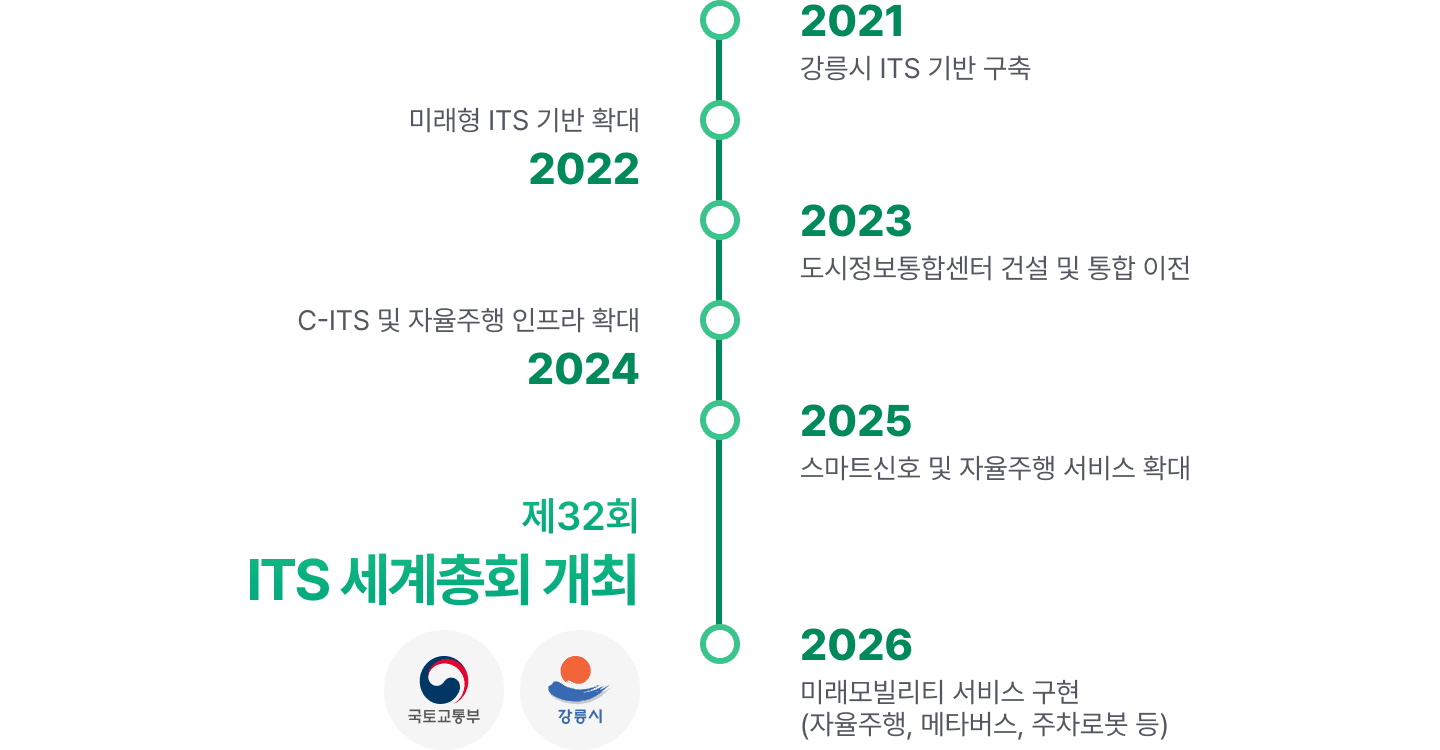 2021
강릉시 ITS 기반 구축
미래형 ITS 기반 확대
2022
2023
도시정보통합센터 건설 및 통합 이전
C-ITS 및 자율주행 인프라 확대
2024
2025
스마트신호 및 자율주행 서비스 확대
제32회
ITS 세계총회 개최
국토교통부
강릉시
2026
미래모빌리티 서비스 구현
(자율주행, 메타버스, 주차로봇 등)